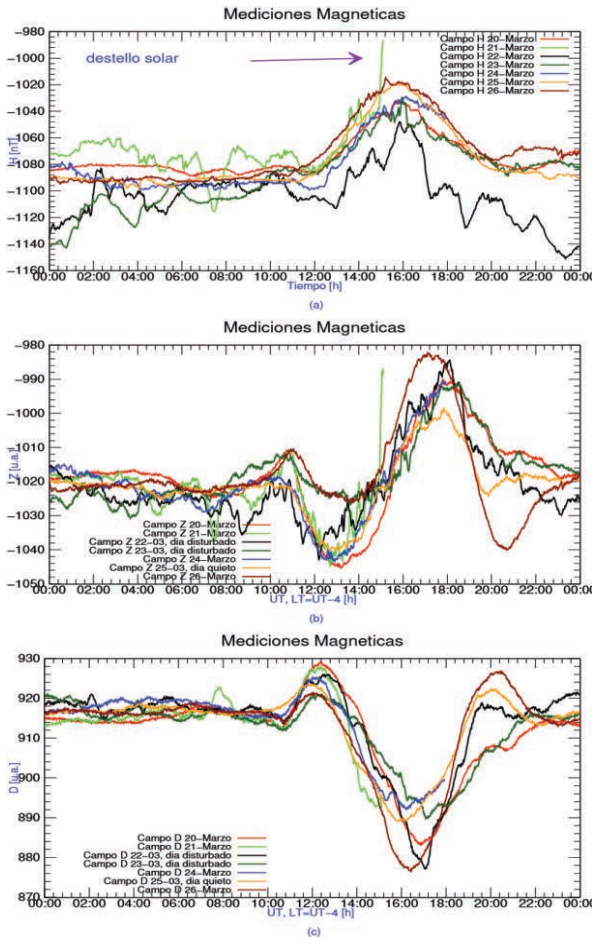 Mediciones Magneticas
destello solar
Campo H 20-Marzo
Campo H 21-Marzo
Campo H 22-Marzo
Campo H 23-Marzo
Campo H 24-Marzo
Campo H 25-Marzo
Campo H 26-Marzo
H [nT]
-980
-1000
-1020
-1040
-1060
-1080
-1100
-1120
-1140
-1160
00:00 02:00 04:00 06:00 08:00 10:00 12:00 14:00 16:00 18:00 20:00 22:00 00:00
Tiempo [h]
(a)
Mediciones Magneticas
Z [u.a.]
-980
-990
-1000
-1010
-1020
-1030
-1040
-1050
Campo Z 20-Marzo
Campo Z 21-Marzo
Campo Z 22-03, dia disturbado
Campo Z 23-03, dia disturbado
Campo Z 24-Marzo
Campo Z 25-03, dia quieto
Campo Z 26-Marzo
00:00 02:00 04:00 06:00 08:00 10:00 12:00 14:00 16:00 18:00 20:00 22:00 00:00
UT, LT=UT-4 [h]
(b)
Mediciones Magneticas
D [u.a.]
930
920
910
900
890
880
870
Campo D 20-Marzo
Campo D 21-Marzo
Campo D 22-03, dia disturbado
Campo D 23-03, dia disturbado
Campo D 24-Marzo
Campo D 25-03, dia quieto
Campo D 26-Marzo
00:00 02:00 04:00 06:00 08:00 10:00 12:00 14:00 16:00 18:00 20:00 22:00 00:00
UT, LT=UT-4 [h]
(c)